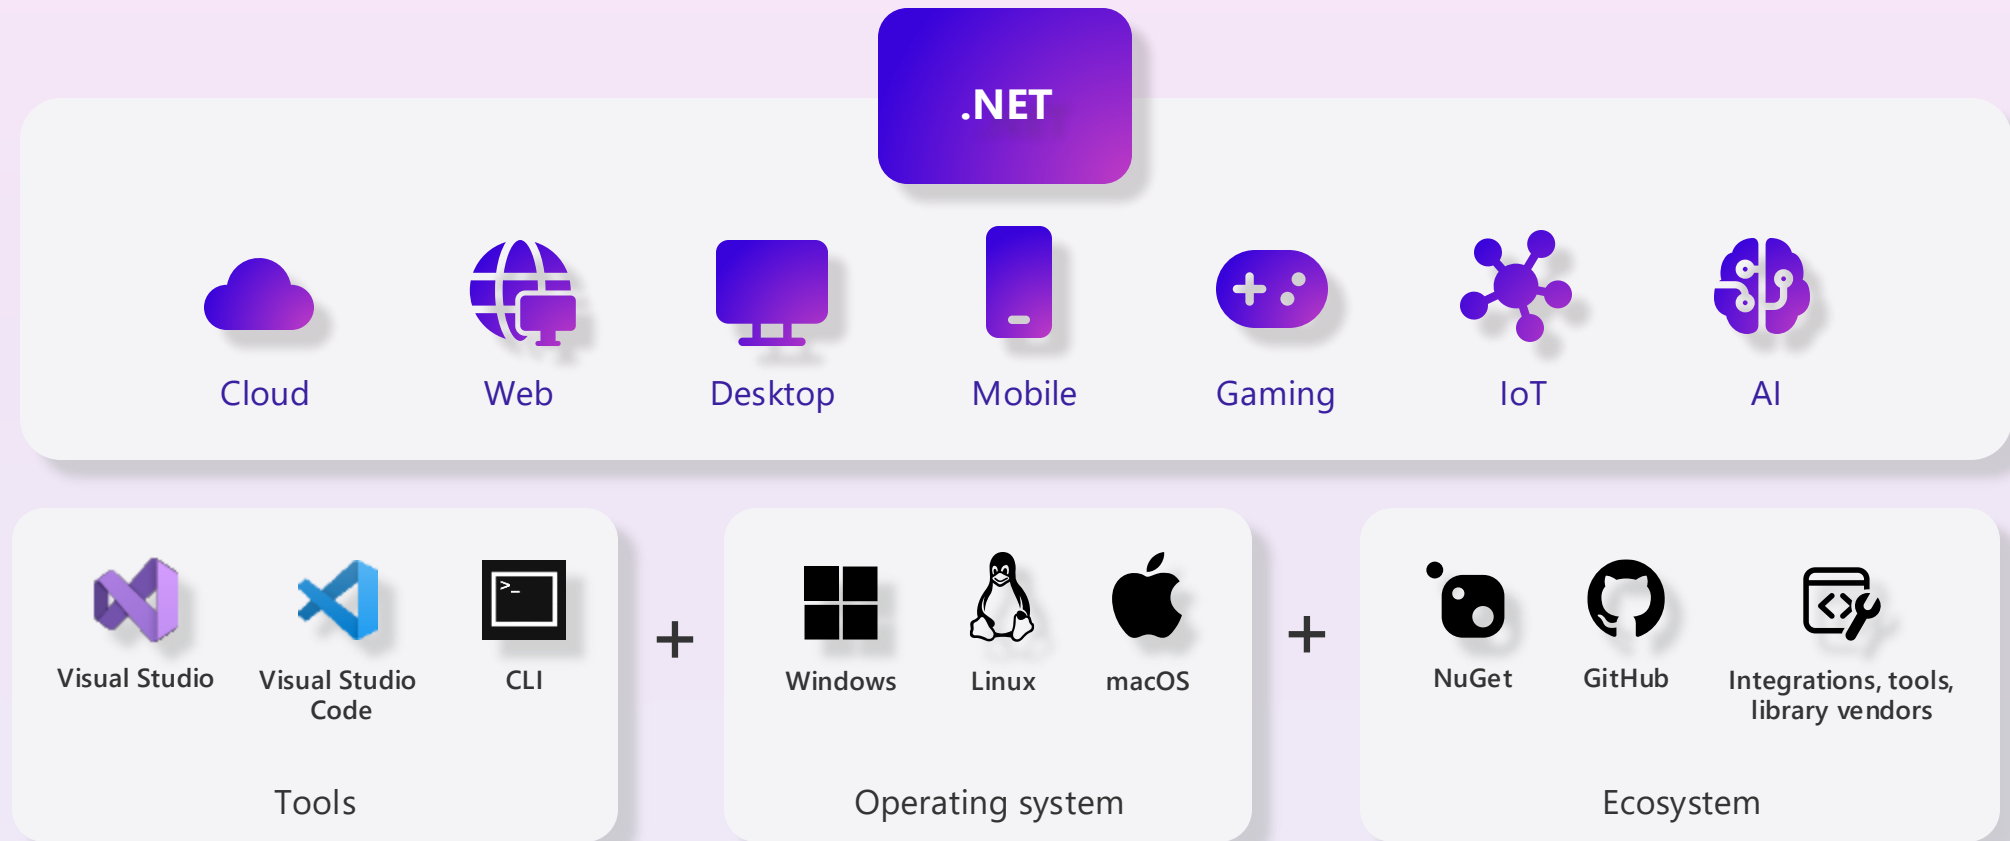 .NET
Cloud
Web
Desktop
Mobile
Gaming
IoT
AI
Visual Studio
Visual Studio
Code
CLI
Tools
+
Windows
Linux
macOS
Operating system
+
NuGet
GitHub
Integrations, tools,
library vendors
Ecosystem